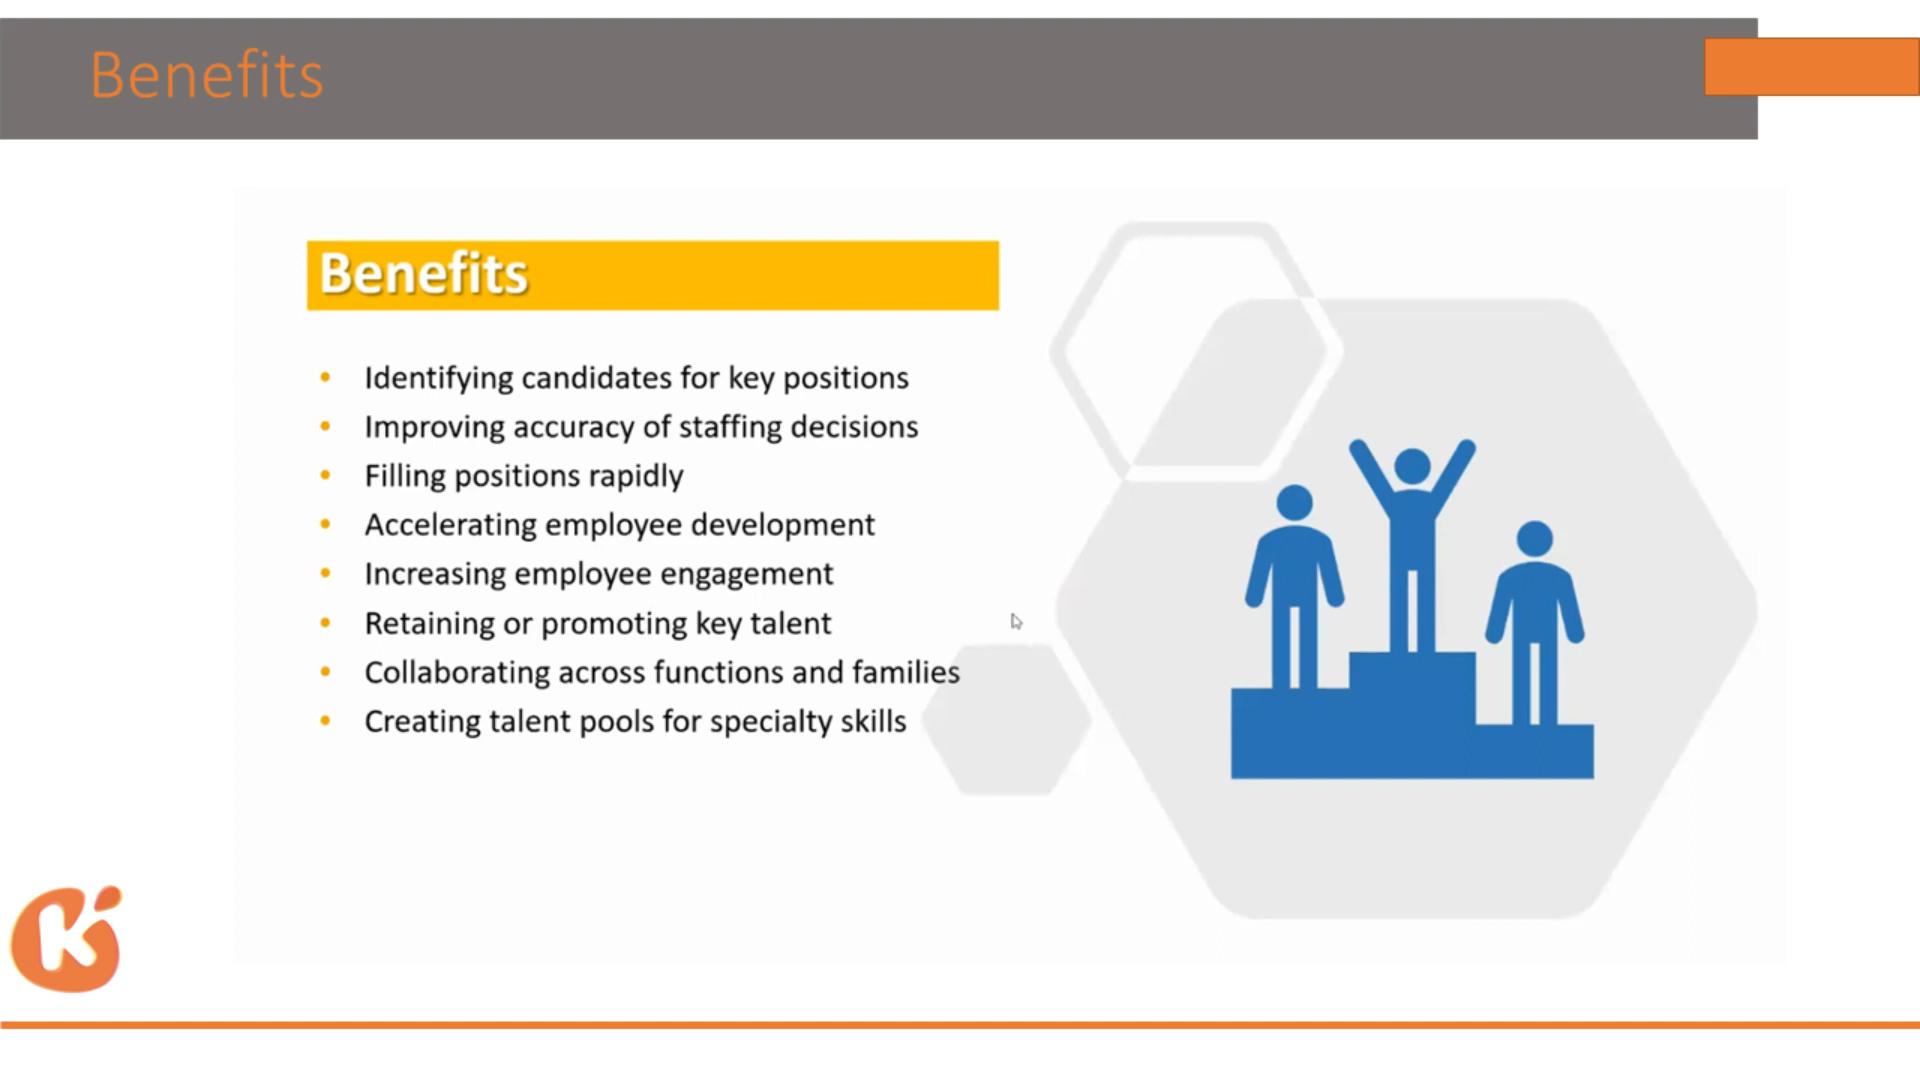 Benefits
Benefits
• Identifying candidates for key positions
• Improving accuracy of staffing decisions
• Filling positions rapidly
• Accelerating employee development
• Increasing employee engagement
• Retaining or promoting key talent
• Collaborating across functions and families
• Creating talent pools for specialty skills
K